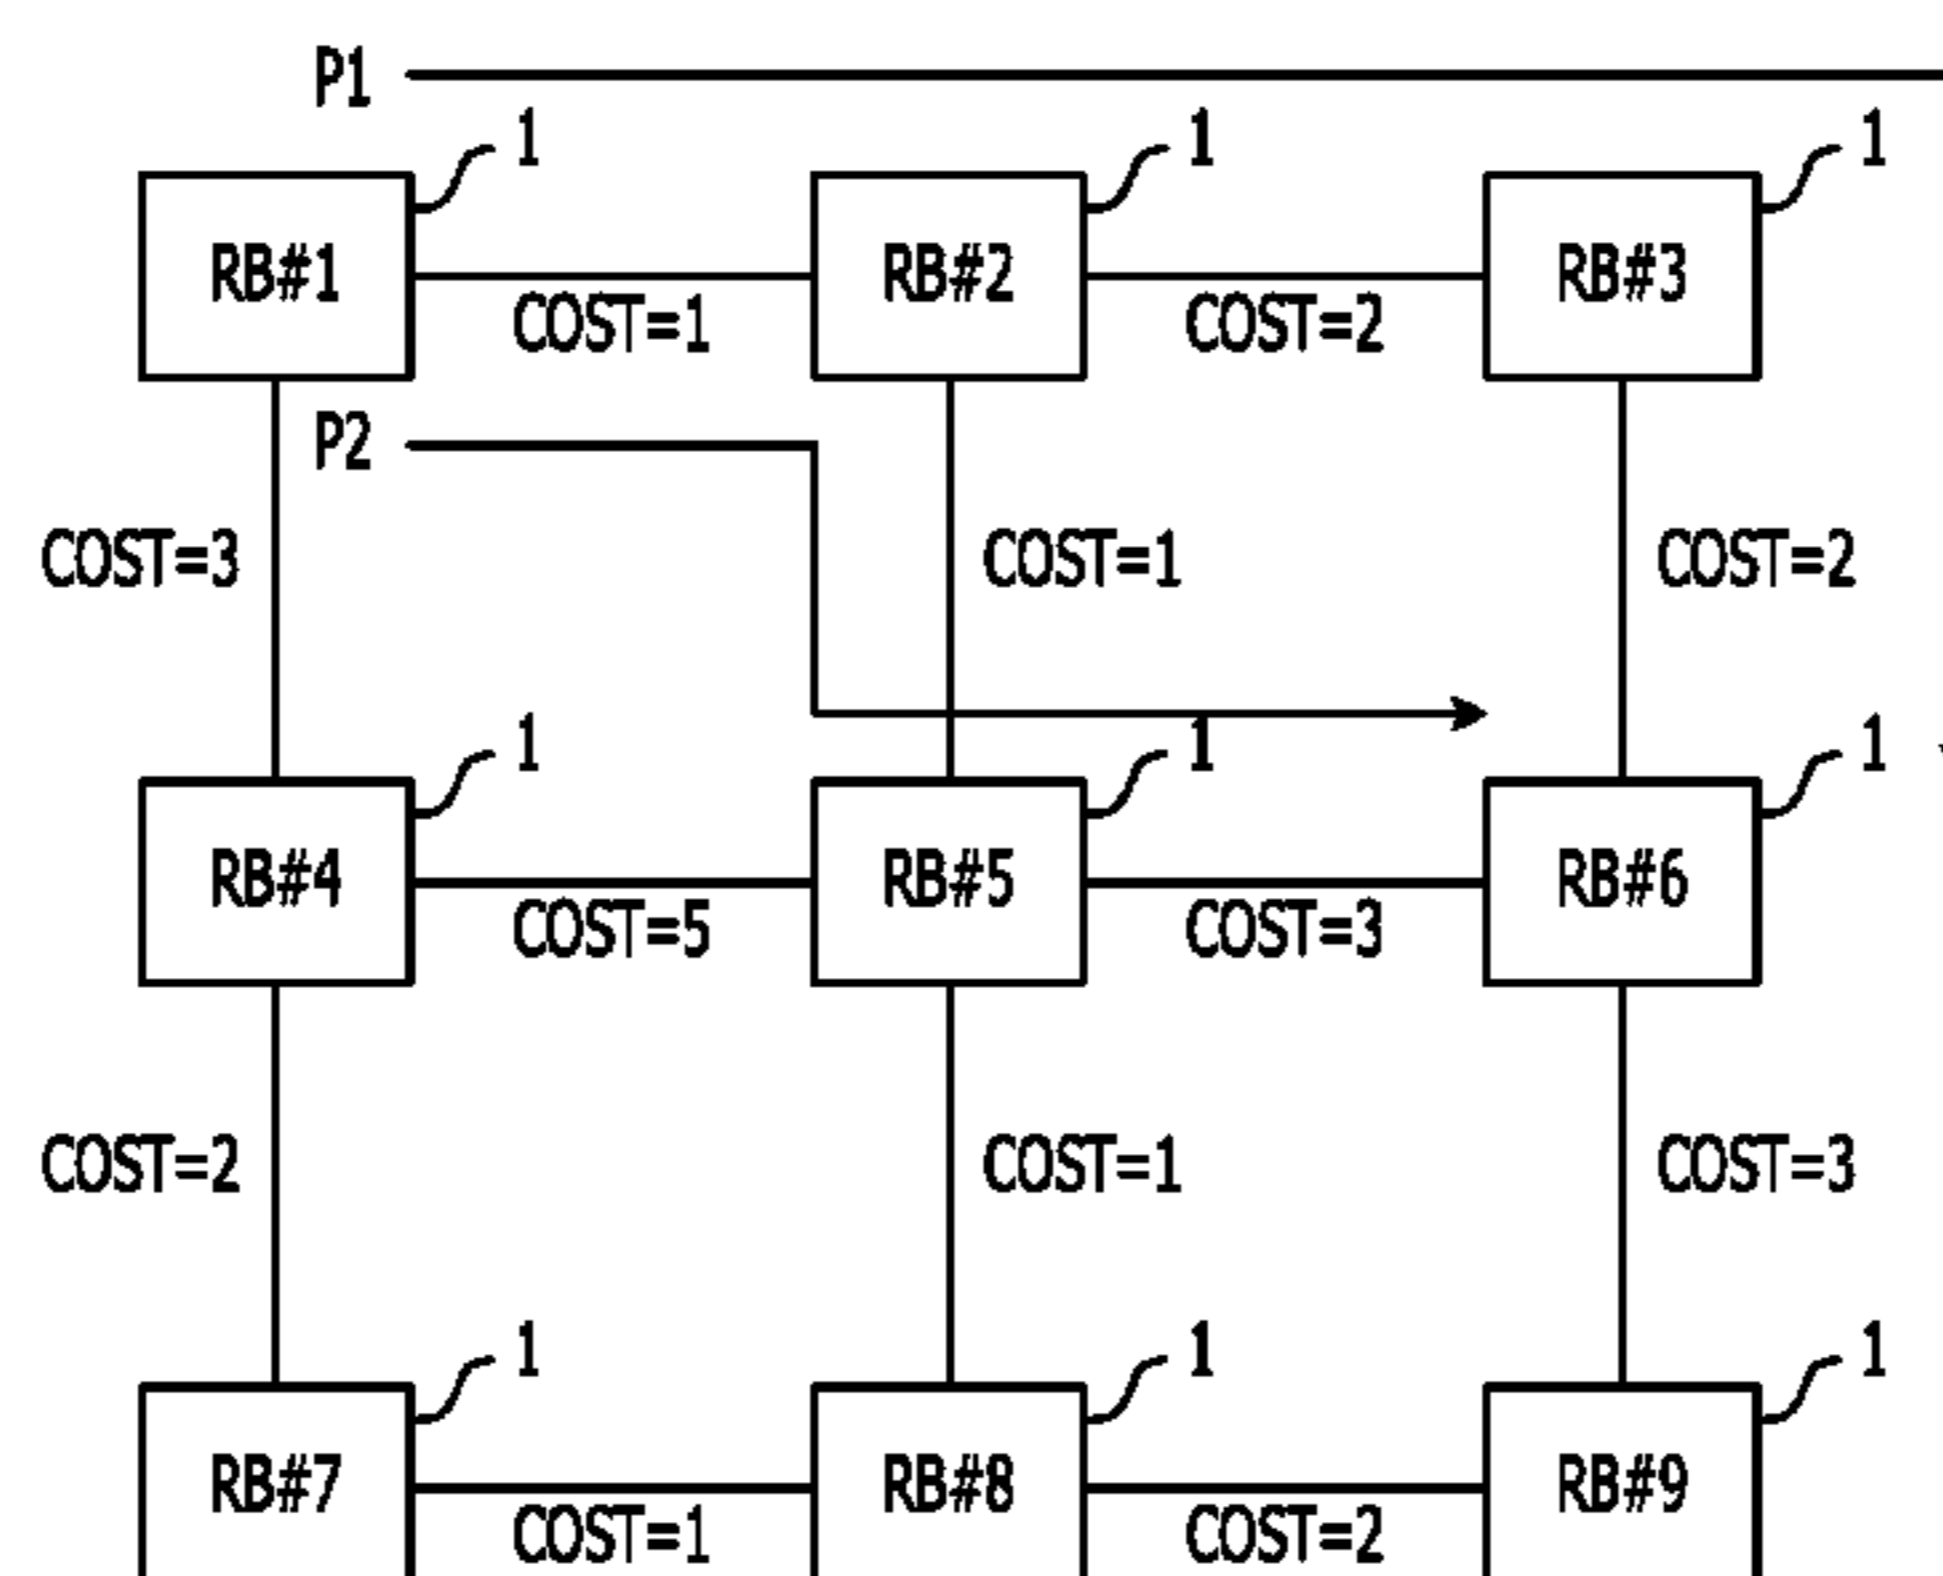 P1
1 1 1
RB#1 RB#2 RB#3
COST=1 COST=2
P2
COST=3 COST=1 COST=2
1 1 1
RB#4 RB#5 RB#6
COST=5 COST=3
COST=2 COST=1 COST=3
1 1 1
RB#7 RB#8 RB#9
COST=1 COST=2